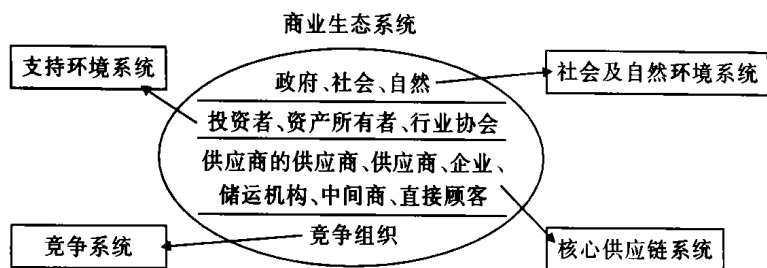 商业生态系统
支持环境系统
政府、社会、自然
社会及自然环境系统
投资者、资产所有者、行业协会
供应商的供应商、供应商、企业、
储运机构、中间商、直接顾客
竞争系统
竞争组织
核心供应链系统